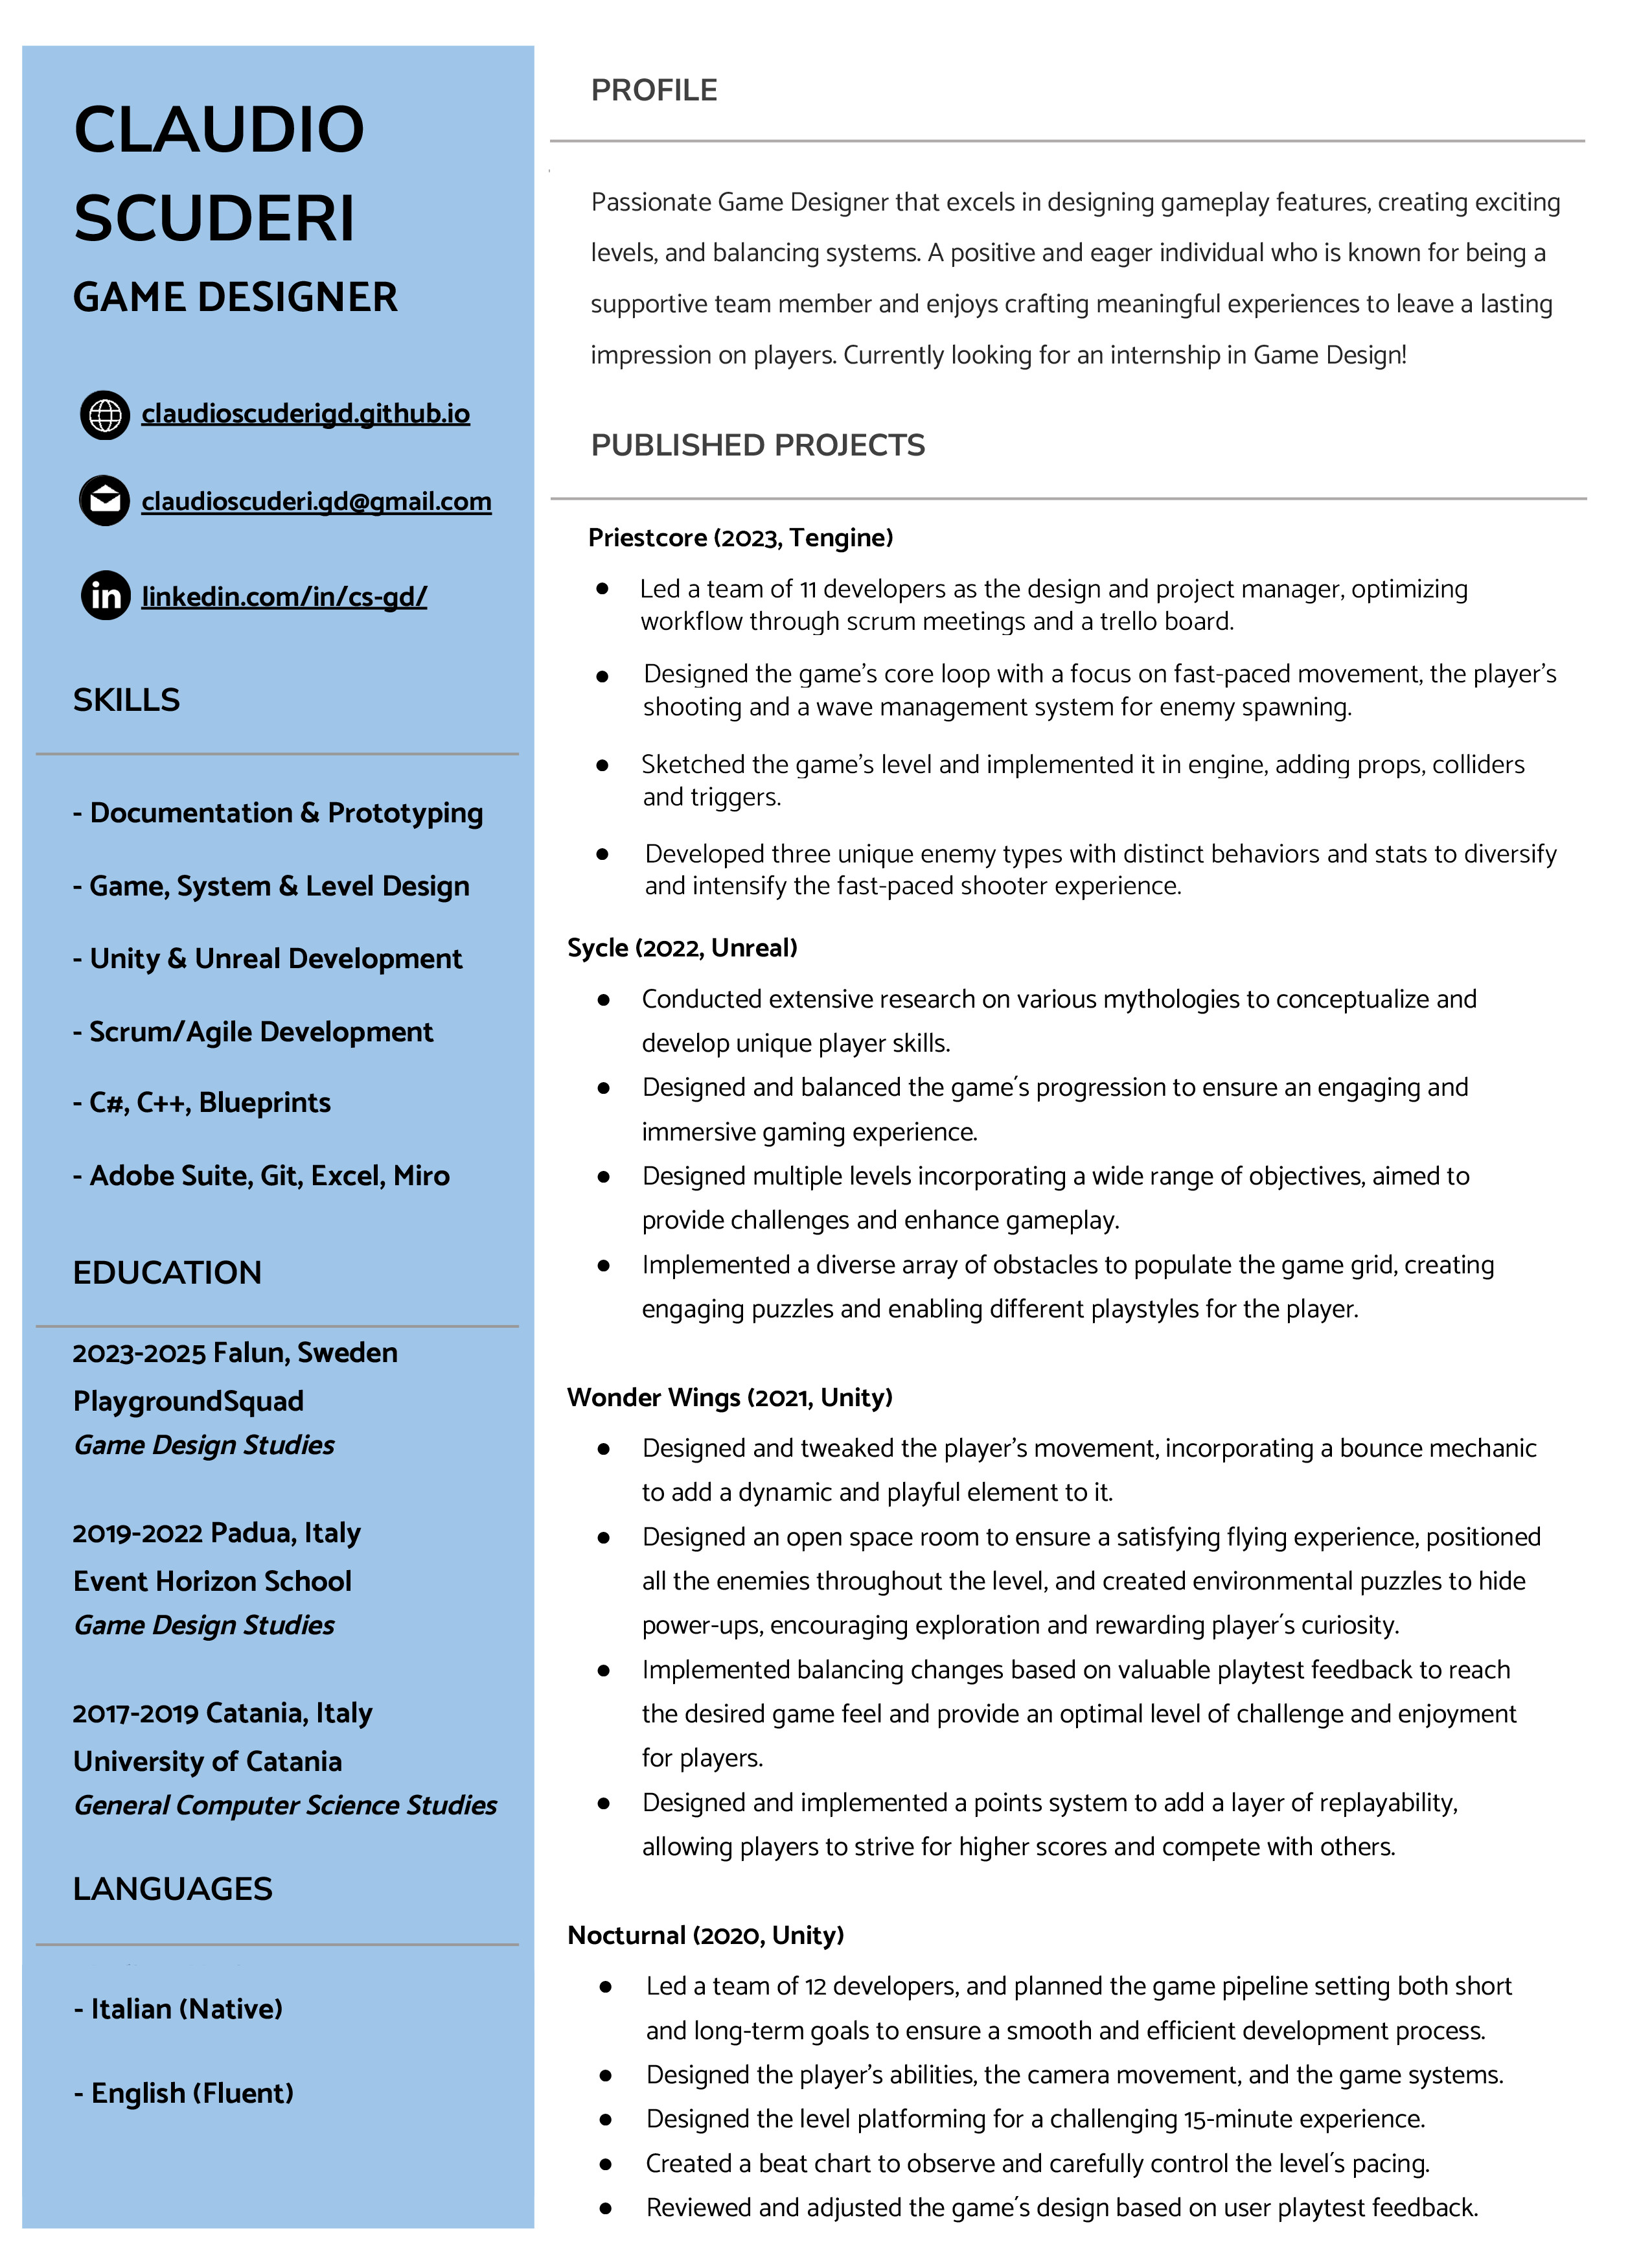 CLAUDIO
SCUDERI
GAME DESIGNER
claudioscuderigd.github.io
claudioscuderi.gd@gmail.com
linkedin.com/in/cs-gd/
SKILLS
- Documentation & Prototyping
- Game, System & Level Design
- Unity & Unreal Development
- Scrum/Agile Development
- C#, C++, Blueprints
- Adobe Suite, Git, Excel, Miro
EDUCATION
2023-2025 Falun, Sweden
PlaygroundSquad
Game Design Studies
2019-2022 Padua, Italy
Event Horizon School
Game Design Studies
2017-2019 Catania, Italy
University of Catania
General Computer Science Studies
LANGUAGES
- Italian (Native)
- English (Fluent)
PROFILE
Passionate Game Designer that excels in designing gameplay features, creating exciting
levels, and balancing systems. A positive and eager individual who is known for being a
supportive team member and enjoys crafting meaningful experiences to leave a lasting
impression on players. Currently looking for an internship in Game Design!
PUBLISHED PROJECTS
Priestcore (2023, Tengine)
● Led a team of 11 developers as the design and project manager, optimizing
workflow through scrum meetings and a trello board.
● Designed the game's core loop with a focus on fast-paced movement, the player's
shooting and a wave management system for enemy spawning.
● Sketched the game's level and implemented it in engine, adding props, colliders
and triggers.
● Developed three unique enemy types with distinct behaviors and stats to diversify
and intensify the fast-paced shooter experience.
Sycle (2022, Unreal)
● Conducted extensive research on various mythologies to conceptualize and
develop unique player skills.
● Designed and balanced the game´s progression to ensure an engaging and
immersive gaming experience.
● Designed multiple levels incorporating a wide range of objectives, aimed to
provide challenges and enhance gameplay.
● Implemented a diverse array of obstacles to populate the game grid, creating
engaging puzzles and enabling different playstyles for the player.
Wonder Wings (2021, Unity)
● Designed and tweaked the player's movement, incorporating a bounce mechanic
to add a dynamic and playful element to it.
● Designed an open space room to ensure a satisfying flying experience, positioned
all the enemies throughout the level, and created environmental puzzles to hide
power-ups, encouraging exploration and rewarding player´s curiosity.
● Implemented balancing changes based on valuable playtest feedback to reach
the desired game feel and provide an optimal level of challenge and enjoyment
for players.
● Designed and implemented a points system to add a layer of replayability,
allowing players to strive for higher scores and compete with others.
Nocturnal (2020, Unity)
● Led a team of 12 developers, and planned the game pipeline setting both short
and long-term goals to ensure a smooth and efficient development process.
● Designed the player's abilities, the camera movement, and the game systems.
● Designed the level platforming for a challenging 15-minute experience.
● Created a beat chart to observe and carefully control the level´s pacing.
● Reviewed and adjusted the game´s design based on user playtest feedback.